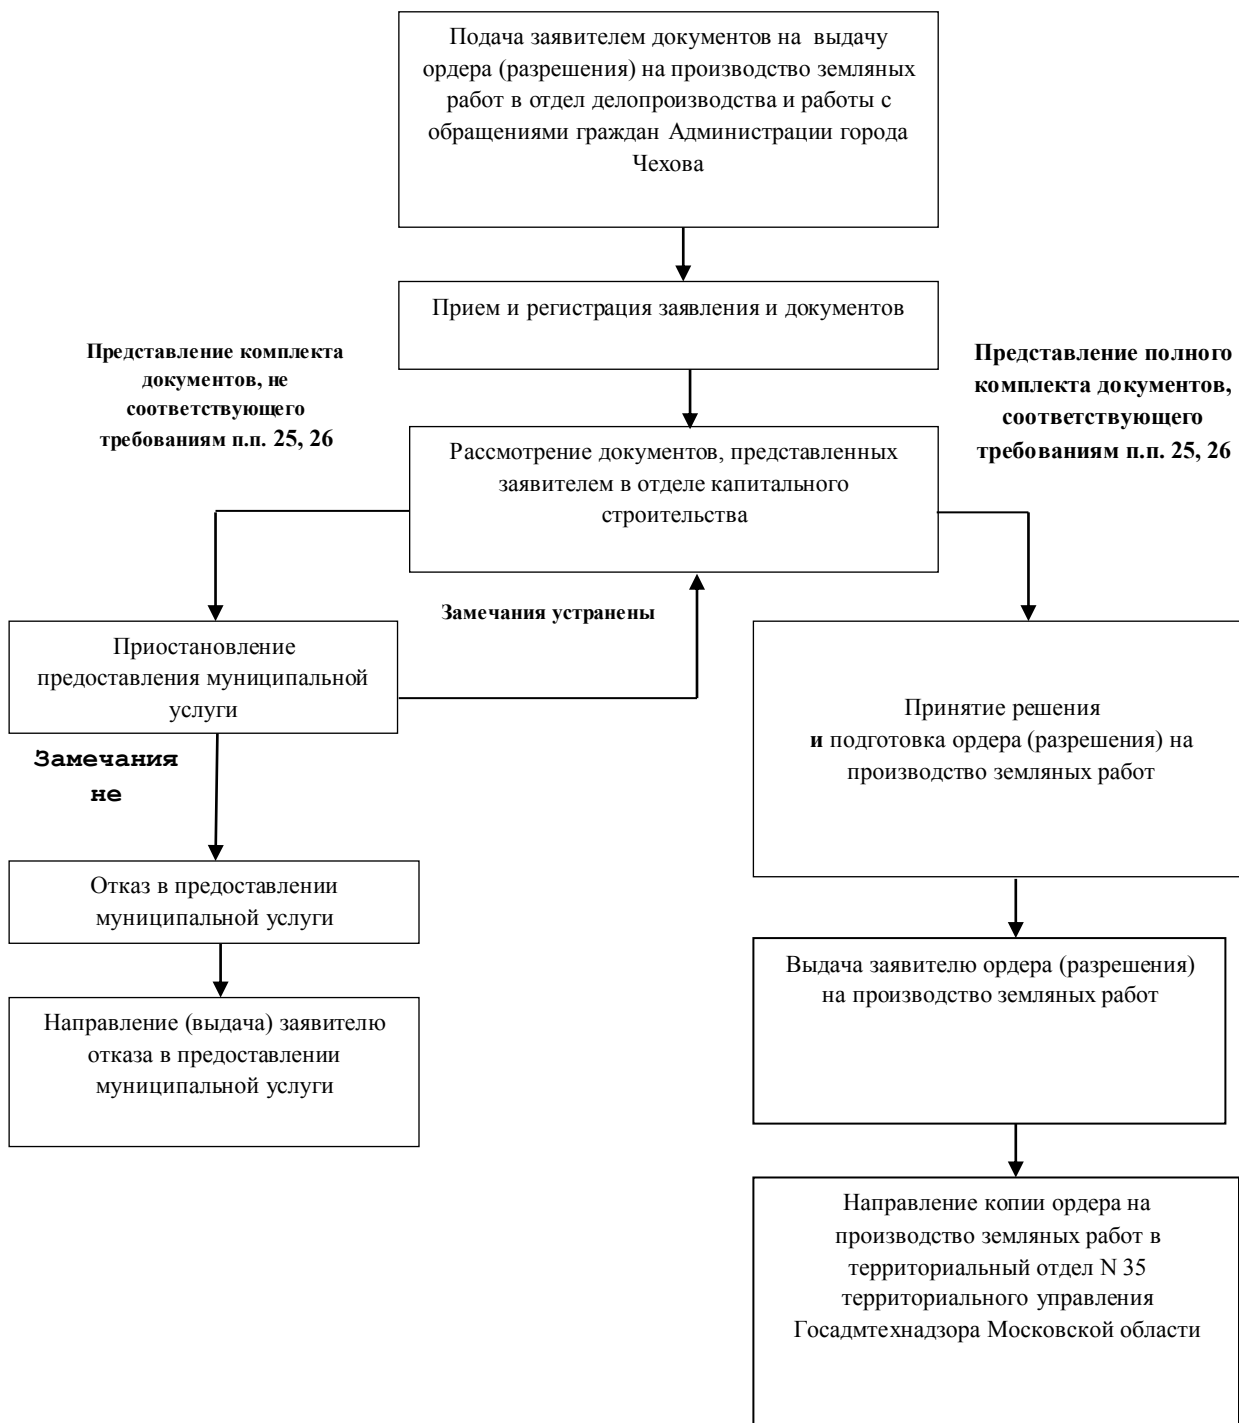 Подача заявителем документов на выдачу
ордера (разрешения) на производство земляных
работ в отдел делопроизводства и работы с
обращениями граждан Администрации города
Чехова
Прием и регистрация заявления и документов
Представление комплекта
документов, не
соответствующего
требованиям п.п. 25, 26
Представление полного
комплекта документов,
соответствующего
требованиям п.п. 25, 26
Рассмотрение документов, представленных
заявителем в отделе капитального
строительства
Замечания устранены
Приостановление
предоставления муниципальной
услуги
Принятие решения
и подготовка ордера (разрешения) на
производство земляных работ
Замечания
не
Отказ в предоставлении
муниципальной услуги
Выдача заявителю ордера (разрешения)
на производство земляных работ
Направление (выдача) заявителю
отказа в предоставлении
муниципальной услуги
Направление копии ордера на
производство земляных работ в
территориальный отдел N 35
территориального управления
Госадмтехнадзора Московской области